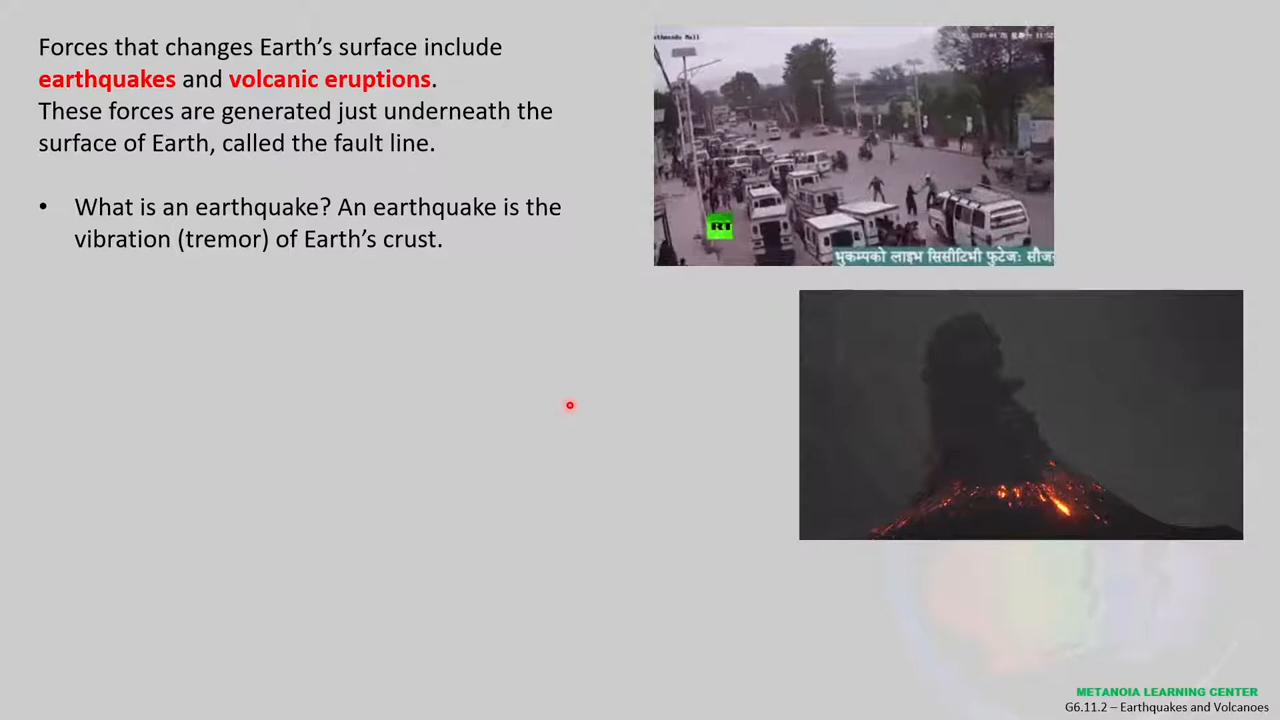 Forces that changes Earth’s surface include
earthquakes and volcanic eruptions.
These forces are generated just underneath the
surface of Earth, called the fault line.
• What is an earthquake? An earthquake is the
vibration (tremor) of Earth’s crust.
Mall
RT
भुकम्पको लाइभ सिसीटिभी फुटेजः सौज
METANOIA LEARNING CENTER
G6.11.2 – Earthquakes and Volcanoes